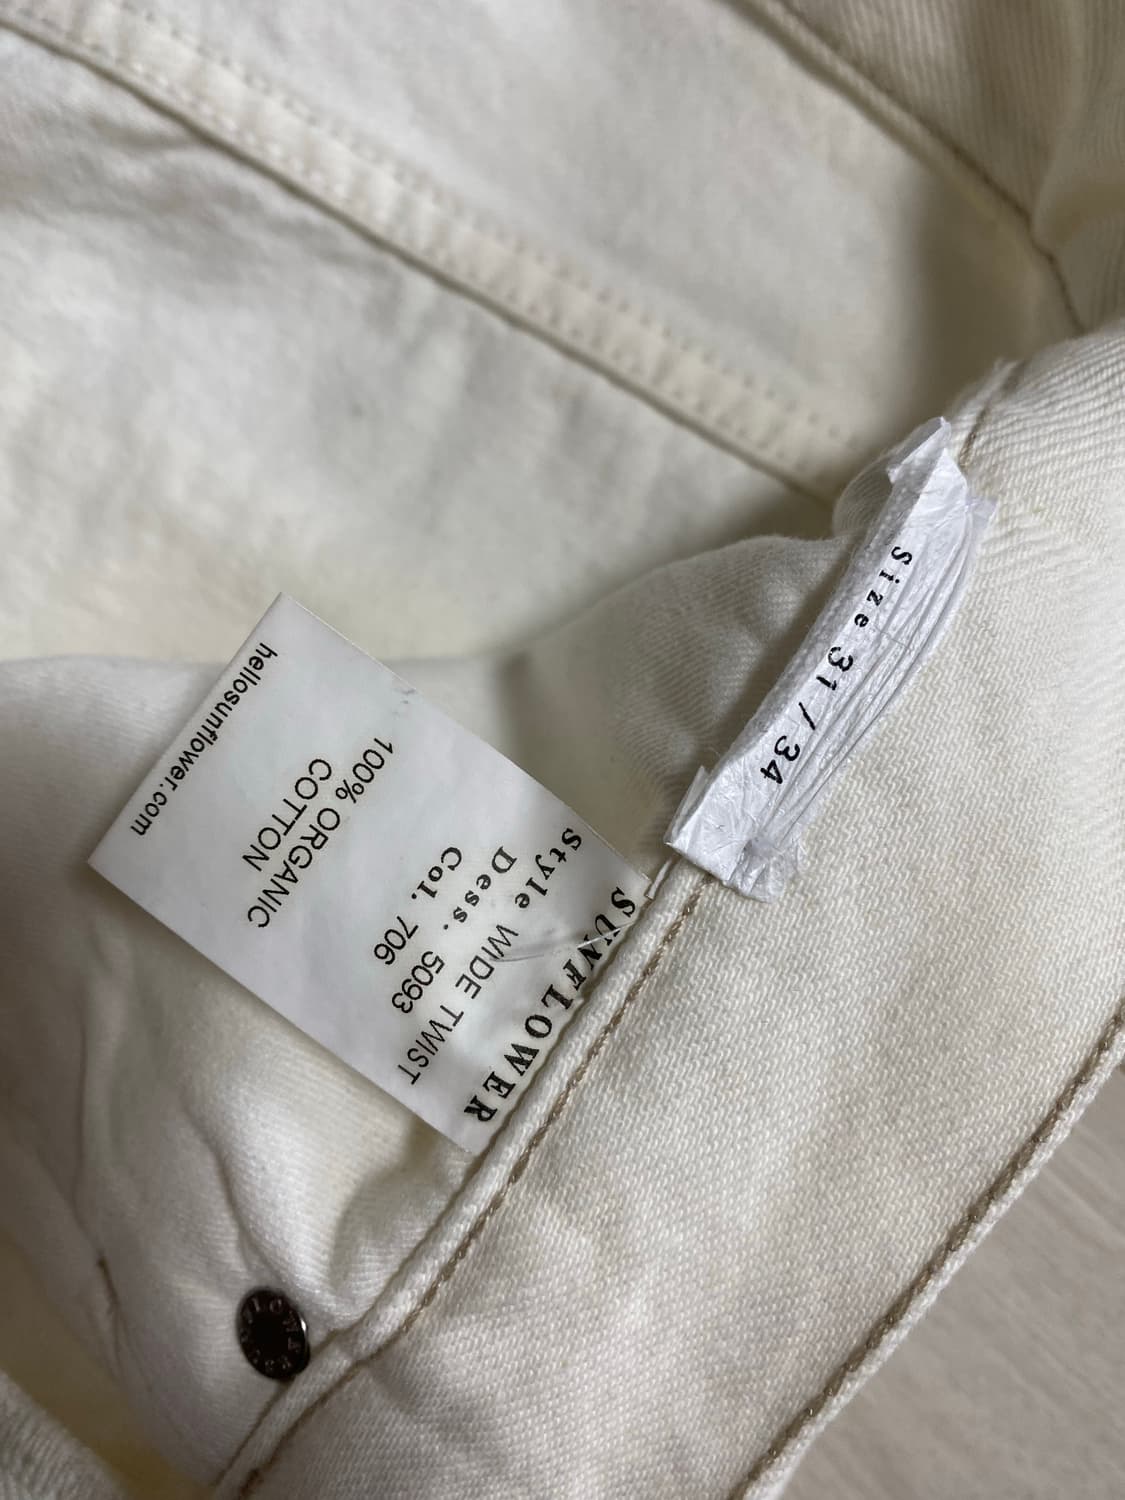 Size 31 / 34
SUNFLOWER
Style WIDE TWIST
Dess. 5093
Col. 706
100% ORGANIC
COTTON
hellosunflower.com